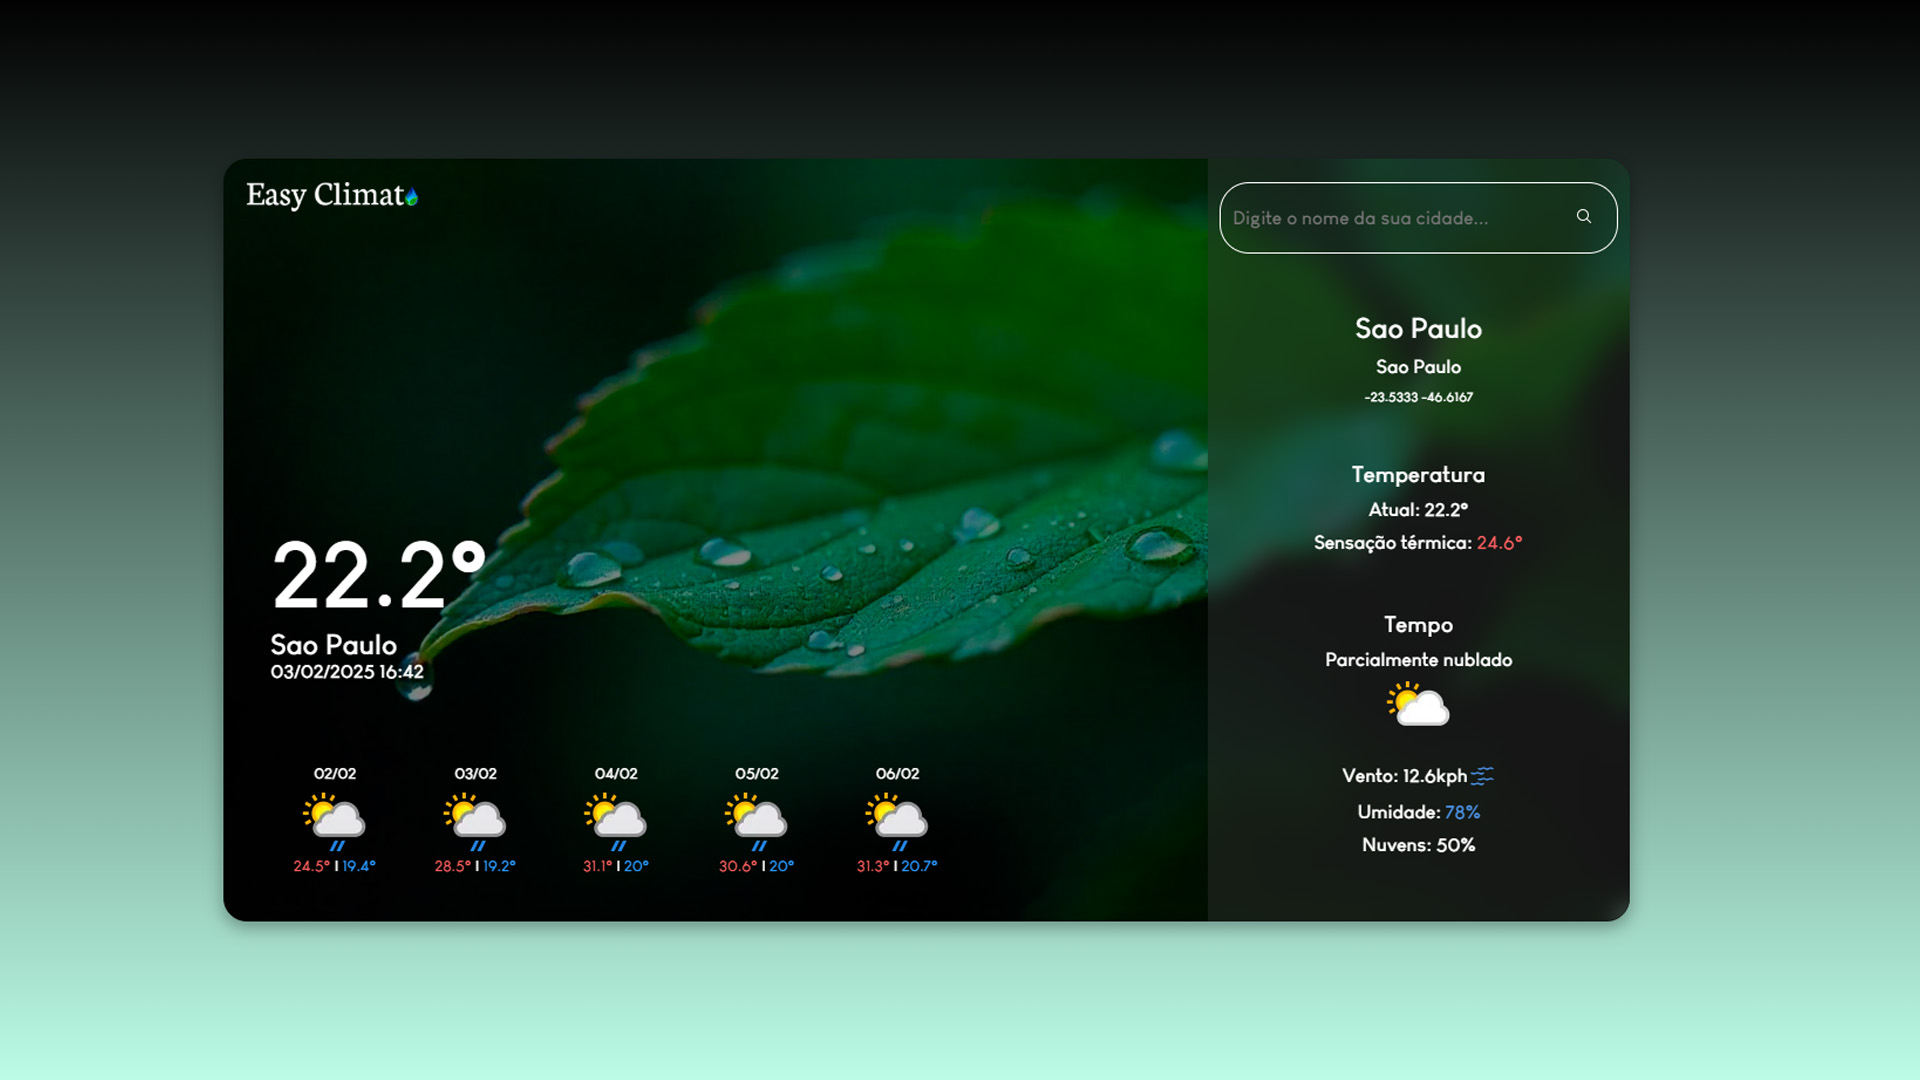 Easy Climat
Digite o nome da sua cidade...
Sao Paulo
Sao Paulo
-23.5333 -46.6167
Temperatura
Atual: 22.2°
Sensação térmica: 24.6°
Tempo
Parcialmente nublado
Vento: 12.6kph
Umidade: 78%
Nuvens: 50%
22.2°
Sao Paulo
03/02/2025 16:42
02/02
24.5° | 19.4°
03/02
28.5° | 19.2°
04/02
31.1° | 20°
05/02
30.6° | 20°
06/02
31.3° | 20.7°